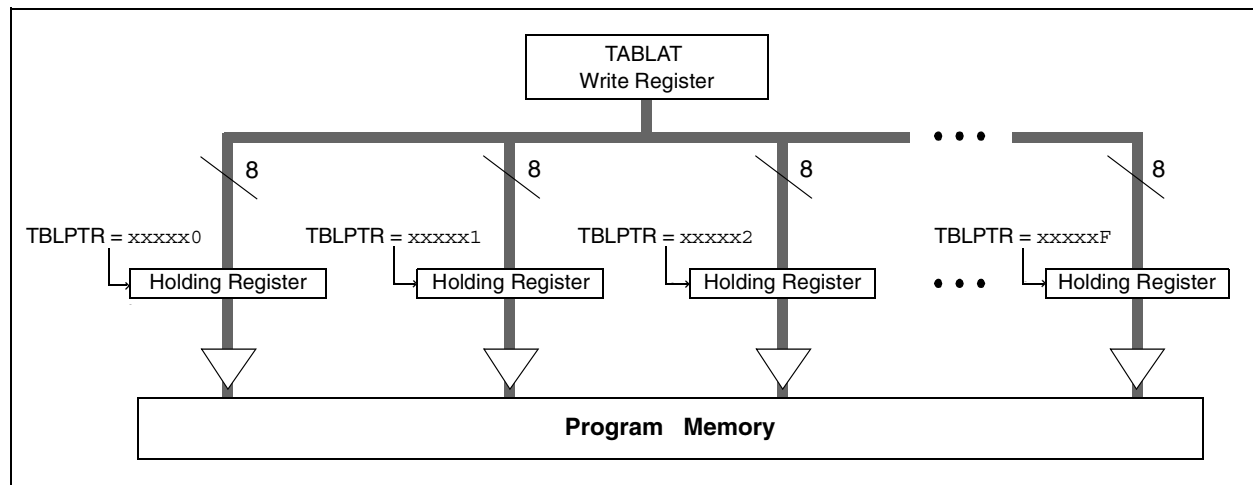 TABLAT
Write Register
8
8
8
8
TBLPTR = xxxxx0
TBLPTR = xxxxx1
TBLPTR = xxxxx2
TBLPTR = xxxxxF
Holding Register
Holding Register
Holding Register
Holding Register
Program Memory